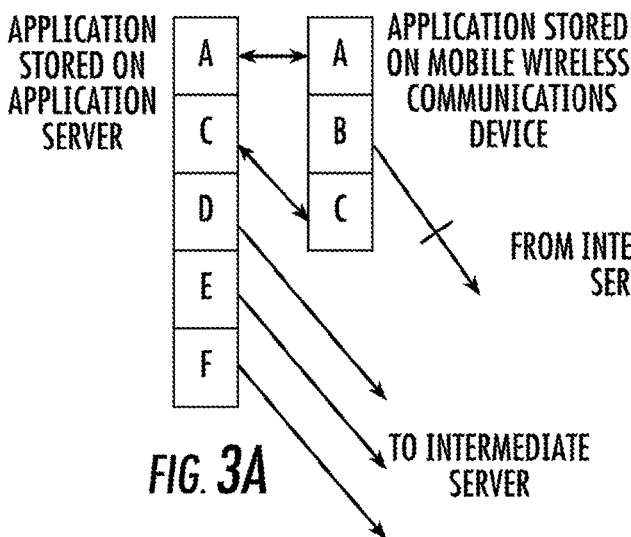 APPLICATION
STORED ON
APPLICATION
SERVER
A
C
D
E
F
A
B
C
APPLICATION STORED
ON MOBILE WIRELESS
COMMUNICATIONS
DEVICE
FROM INTE
SER
TO INTERMEDIATE
SERVER
FIG. 3A